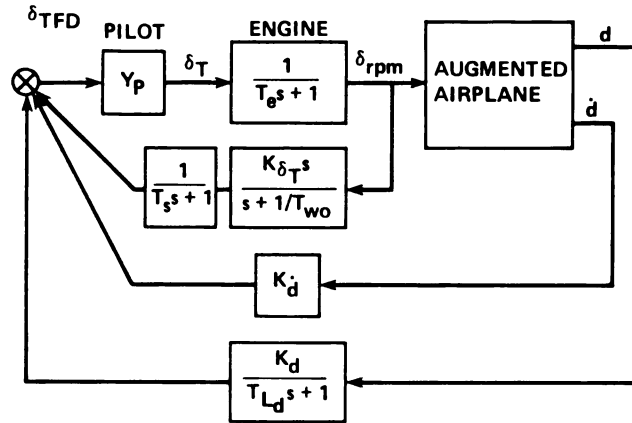 δTFD
PILOT
ENGINE
YP
δT
1
Tes + 1
δrpm
AUGMENTED
AIRPLANE
d
ḋ
1
Tss + 1
KδTs
s + 1/Two
Kḋ
Kd
TLds + 1